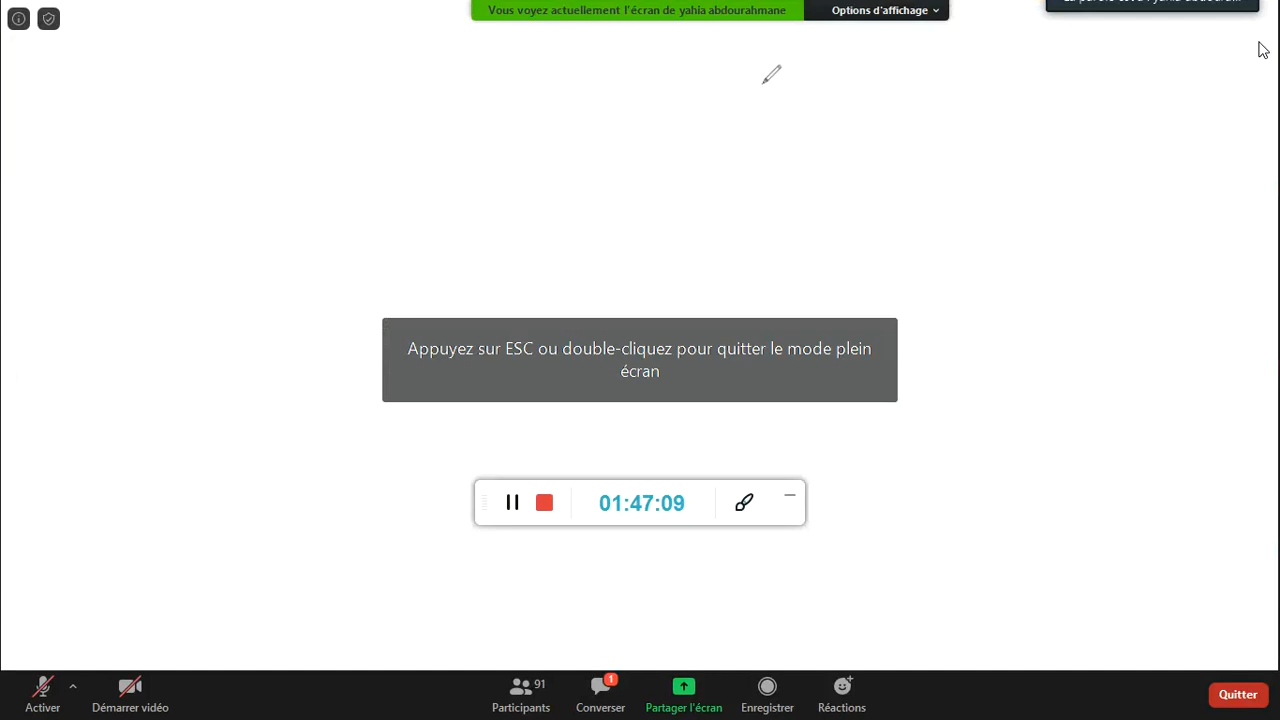 Vous voyez actuellement l'écran de yahia abdourahmane
Options d'affichage
Appuyez sur ESC ou double-cliquez pour quitter le mode plein
écran
01:47:09
Activer
Démarrer vidéo
91
Participants
1
Converser
Partager l'écran
Enregistrer
Réactions
Quitter